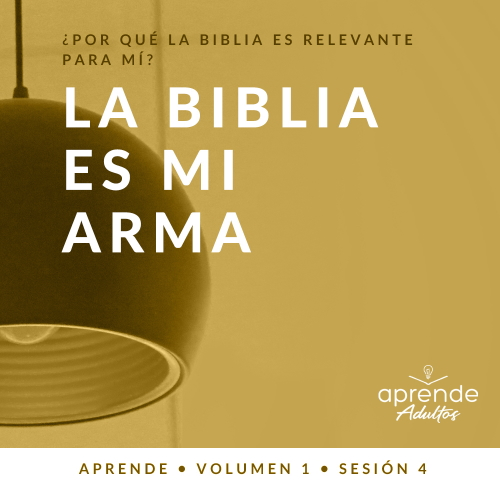 ¿POR QUÉ LA BIBLIA ES RELEVANTE
PARA MÍ?
LA BIBLIA
ES MI
ARMA
aprende
Adultos
APRENDE • VOLUMEN 1 • SESIÓN 4